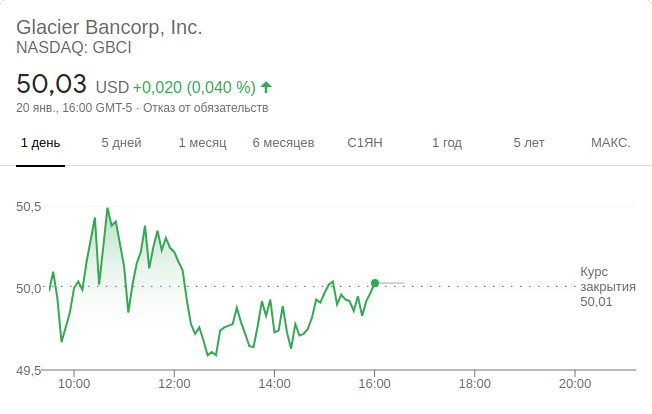 Glacier Bancorp, Inc.
NASDAQ: GBCI
50,03 USD +0,020 (0,040 %)
20 янв., 16:00 GMT-5 · Отказ от обязательств
1 день 5 дней 1 месяц 6 месяцев С1ЯН 1 год 5 лет МАКС.
50,5
50,0
49,5
Курс
закрытия
50,01
10:00 12:00 14:00 16:00 18:00 20:00